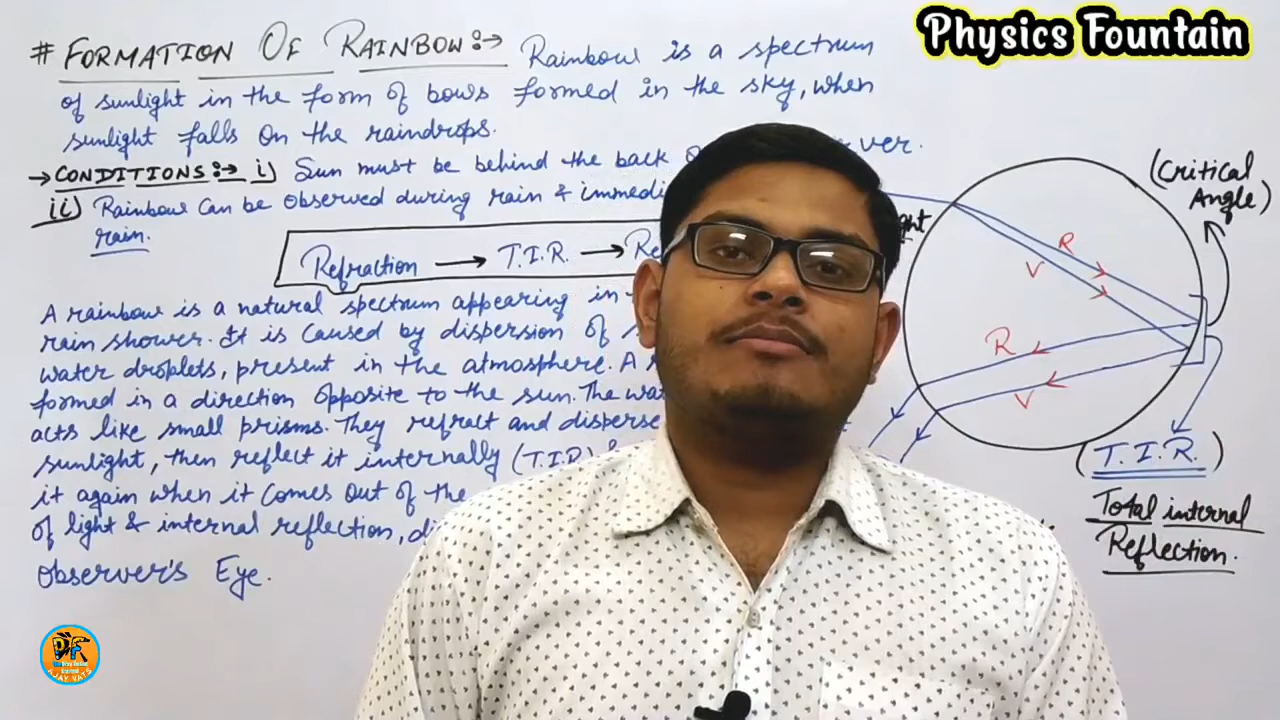 Physics Fountain
# FORMATION OF RAINBOW :→ Rainbow is a spectrum
of sunlight in the form of bows formed in the sky, when
sunlight falls on the raindrops.
→ CONDITIONS :→ i) Sun must be behind the back ver.
ii) Rainbow can be observed during rain &
rain.
Refraction → T.I.R. →
A rainbow is a natural spectrum appearing in
rain shower. It is caused by dispersion of
water droplets, present in the atmosphere. A
formed in a direction opposite to the sun. The
acts like small prisms. They refract and disperse
sunlight, then reflect it internally (T.I.R)
it again when it comes out of the
of light & internal reflection,
observer's Eye.
(Critical
Angle)
R
V
R
V
(T.I.R.)
Total internal
Reflection.
PF
AJAY VATS